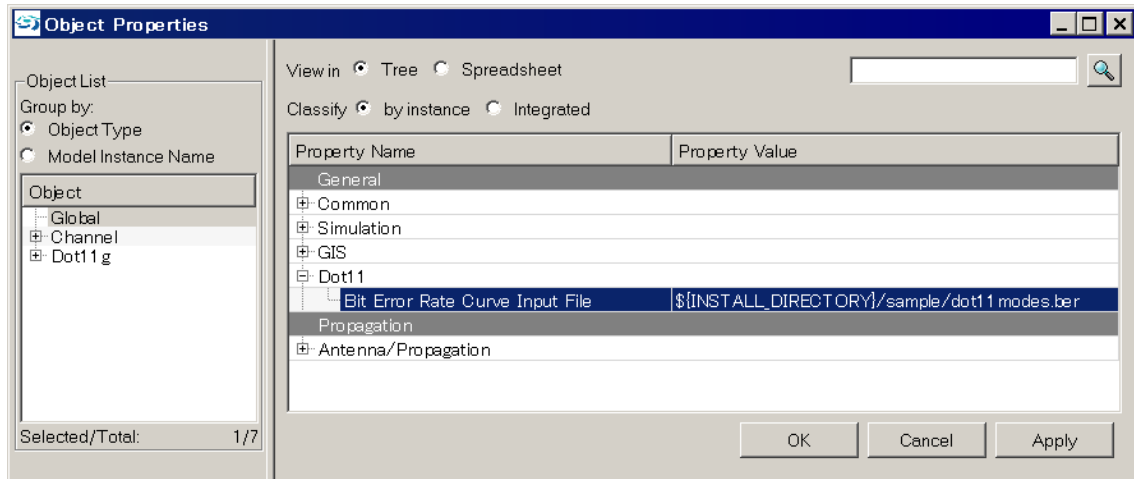 Object Properties
Object List
Group by:
Object Type
Model Instance Name
Object
Global
Channel
Dot11g
Selected/Total: 1/7
View in Tree Spreadsheet
Classify by instance Integrated
Property Name Property Value
General
Common
Simulation
GIS
Dot11
Bit Error Rate Curve Input File ${INSTALL_DIRECTORY}/sample/dot11modes.ber
Propagation
Antenna/Propagation
OK Cancel Apply